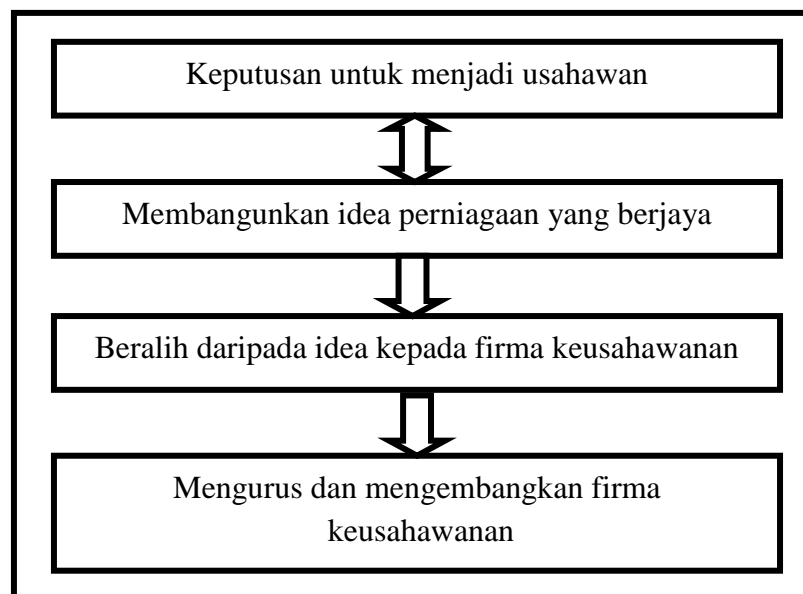 Keputusan untuk menjadi usahawan
Membangunkan idea perniagaan yang berjaya
Beralih daripada idea kepada firma keusahawanan
Mengurus dan mengembangkan firma
keusahawanan